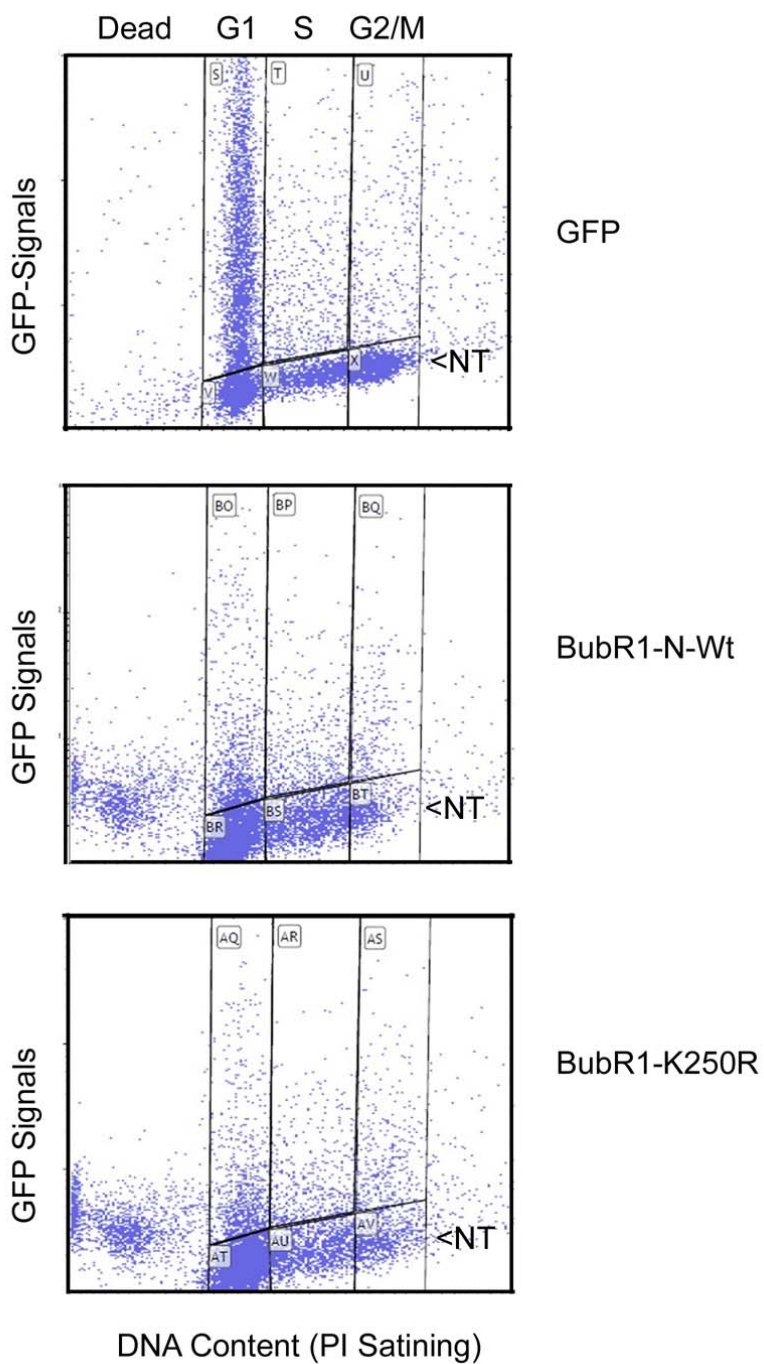 Dead G1 S G2/M
S T U
GFP-Signals
GFP
V W X
<NT
BO BP BQ
GFP Signals
BubR1-N-Wt
BR BS BT
<NT
AQ AR AS
GFP Signals
BubR1-K250R
AT AU AV
<NT
DNA Content (PI Satining)